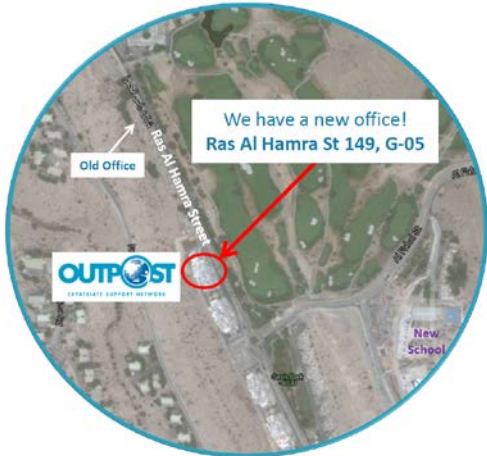 We have a new office!
Ras Al Hamra St 149, G-05
Old Office
Ras Al Hamra Street
OUTPOST
EXPATRIATE SUPPORT NETWORK
New
School